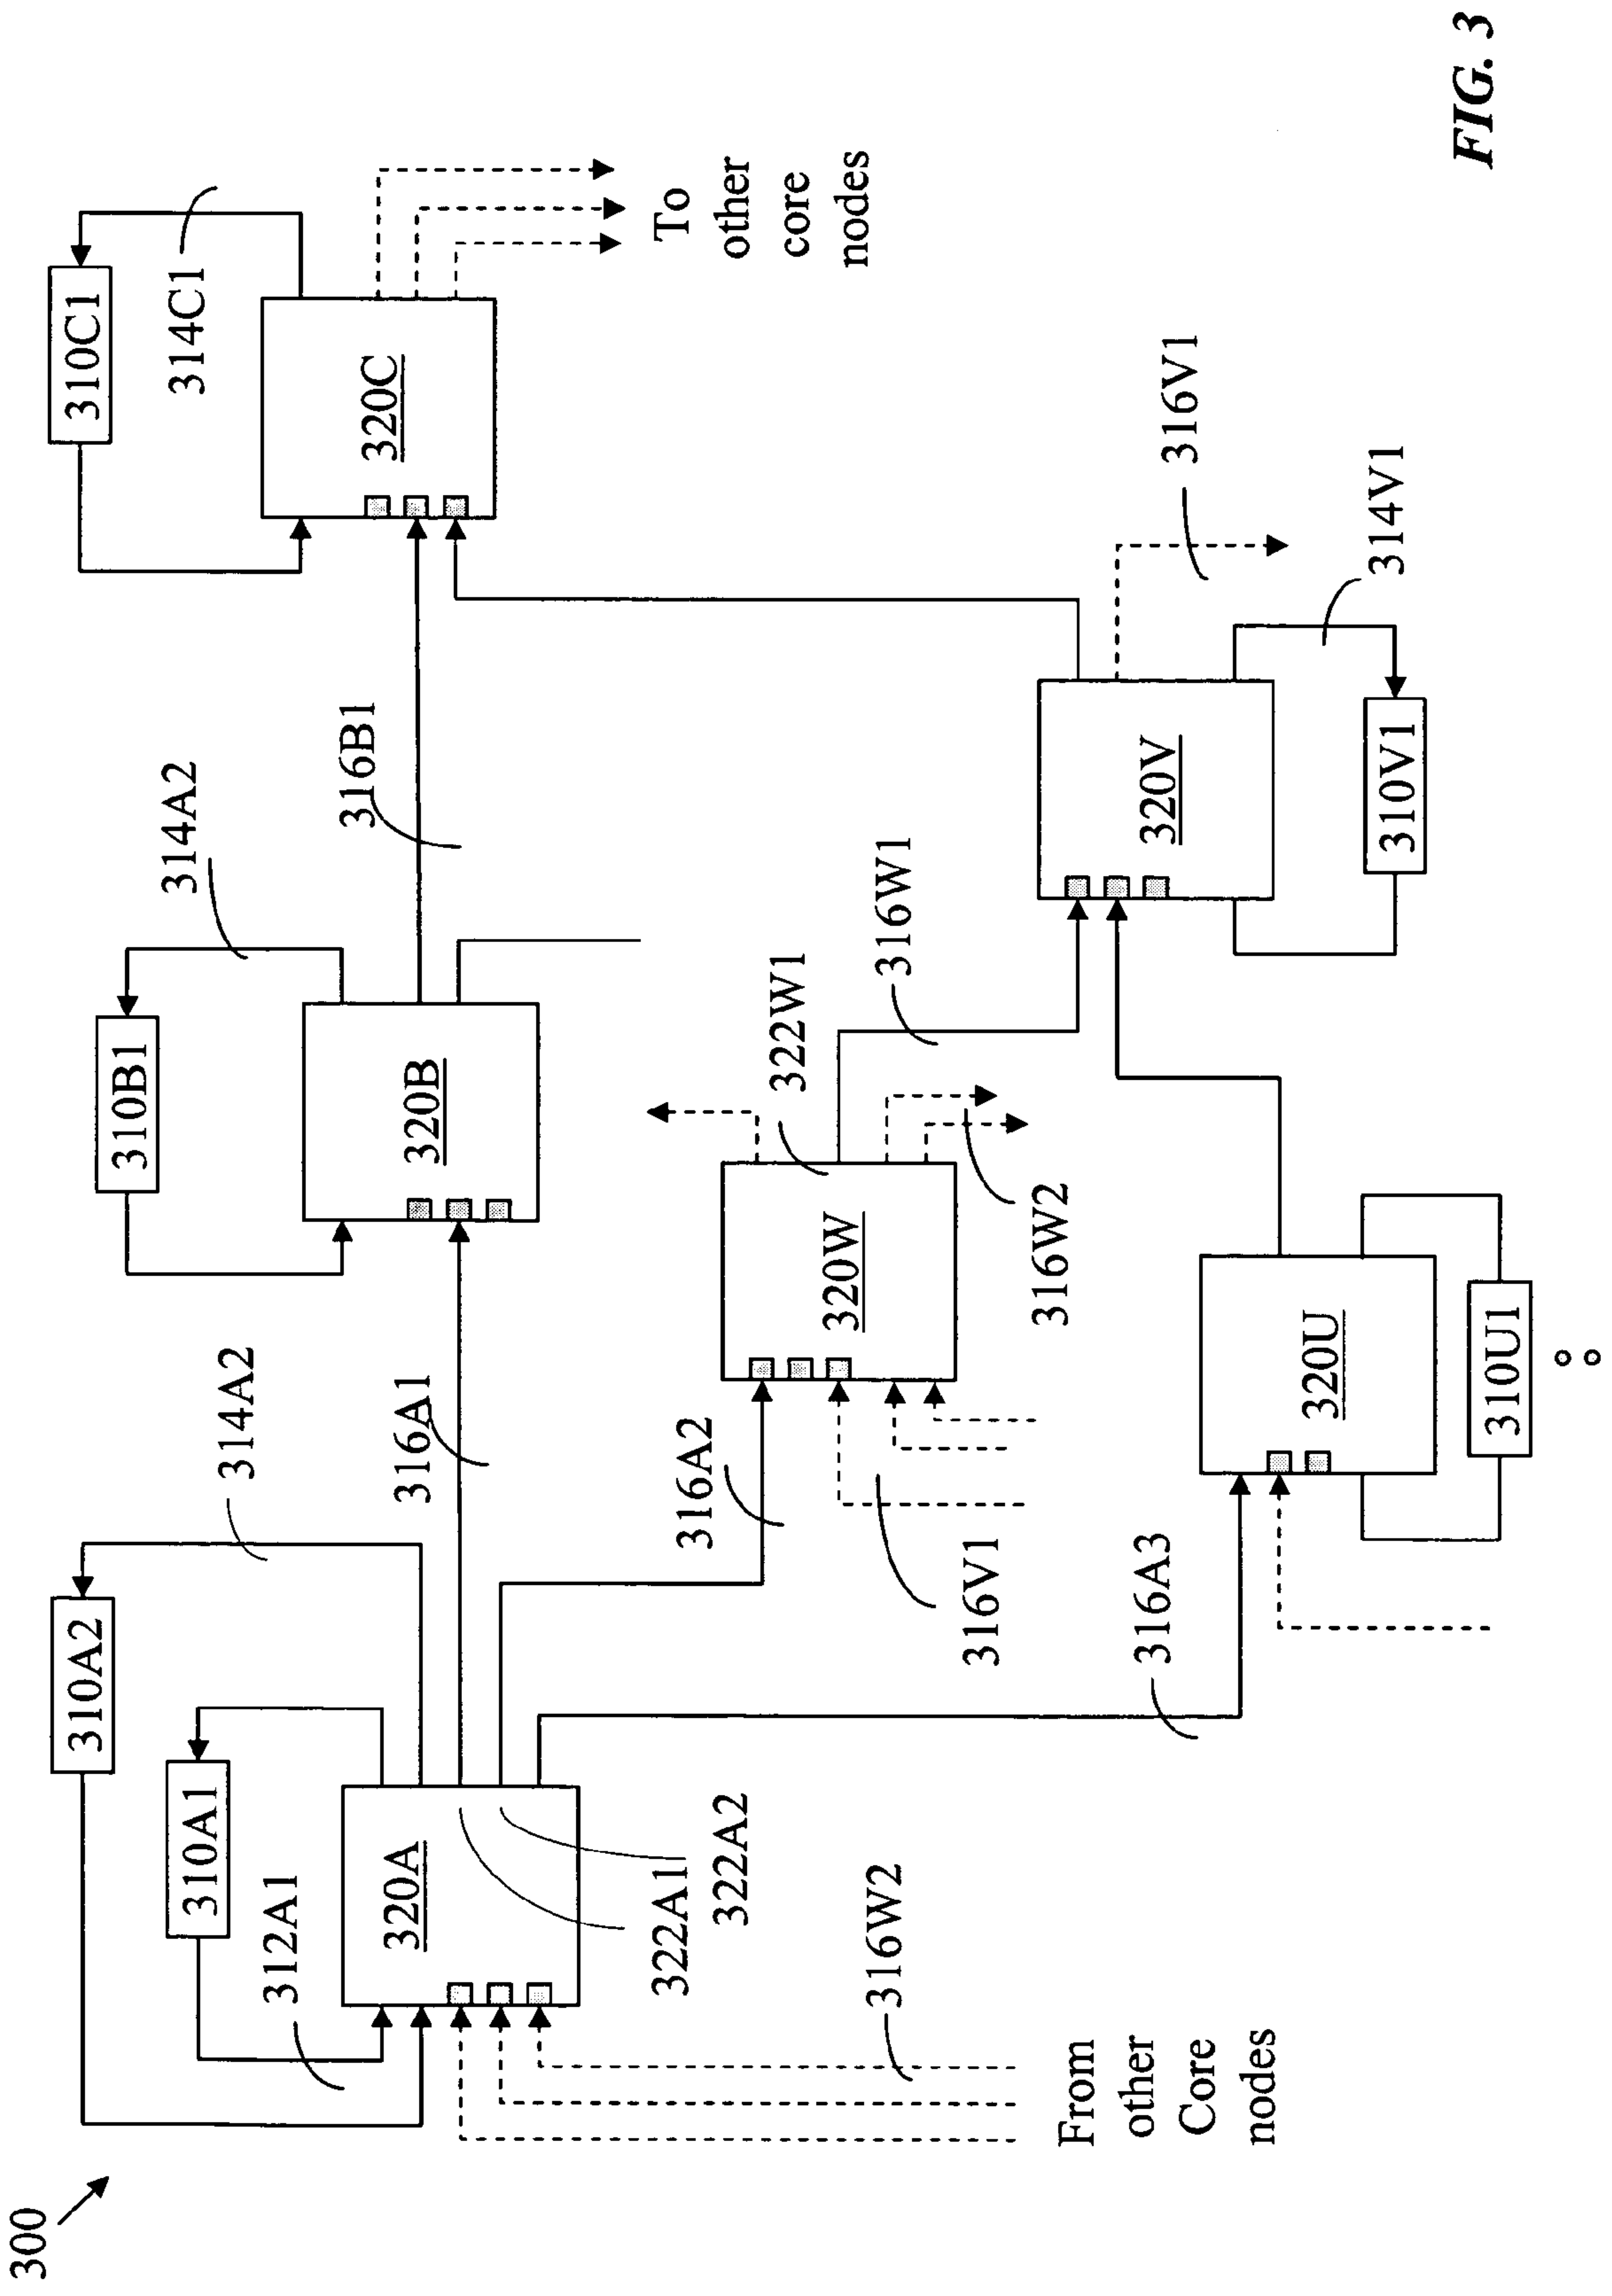 300
310A2
310A1
312A1
314A2
320A
322A1
322A2
316A1
316A2
316A3
316W2
From
other
Core
nodes
310B1
314A2
320B
316B1
310C1
314C1
320C
To
other
core
nodes
320W
322W1
316W1
316W2
316V1
320V
316V1
314V1
310V1
320U
310U1
FIG. 3